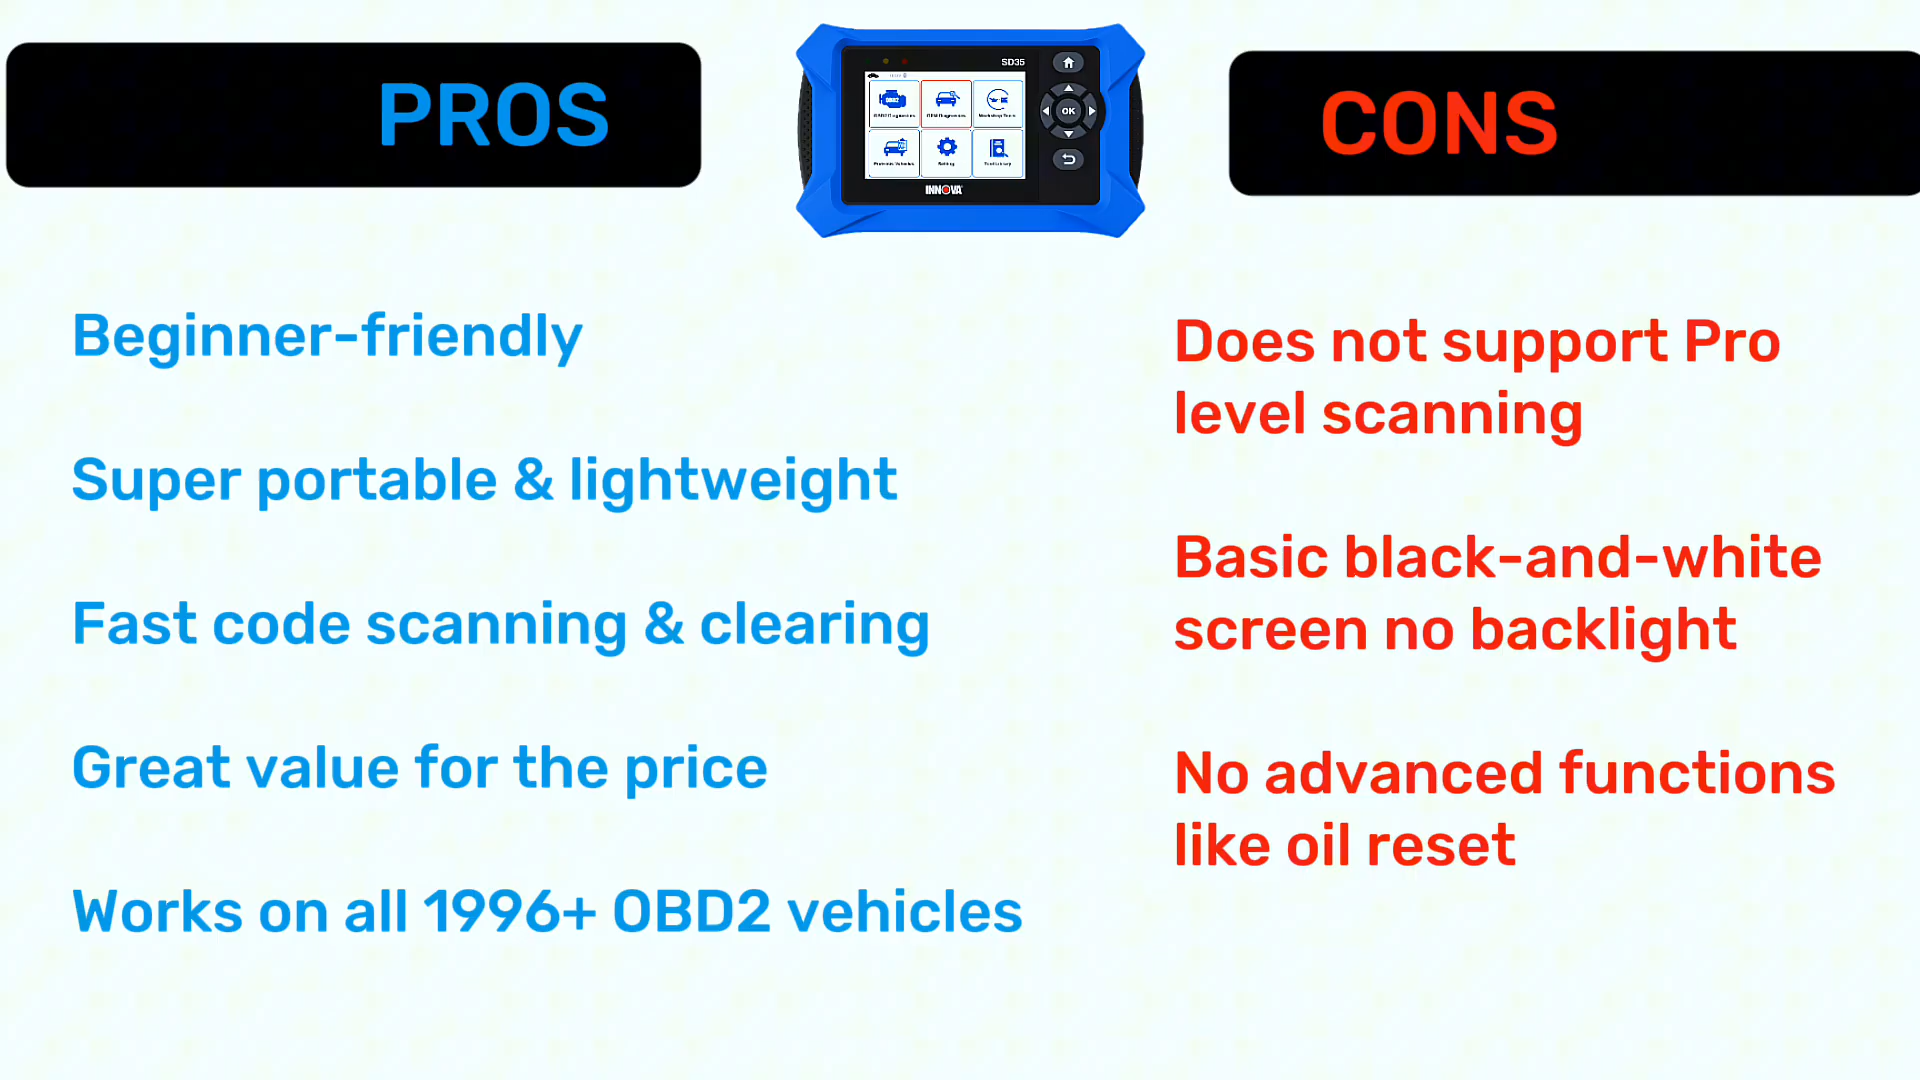 PROS
SD35
OBD2
OK
INNOVA
CONS
Beginner-friendly
Super portable & lightweight
Fast code scanning & clearing
Great value for the price
Works on all 1996+ OBD2 vehicles
Does not support Pro
level scanning
Basic black-and-white
screen no backlight
No advanced functions
like oil reset